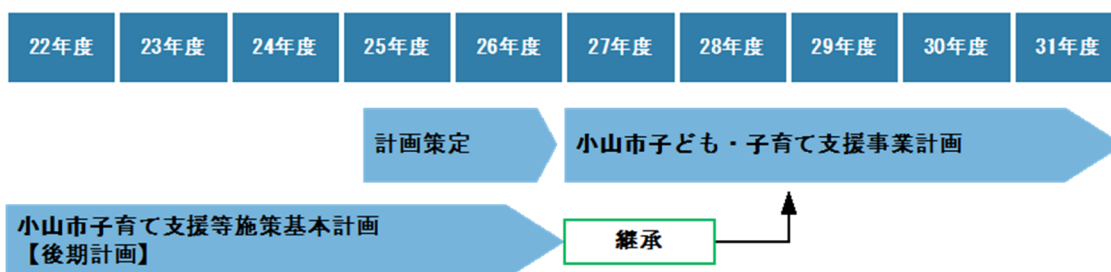 22年度 23年度 24年度 25年度 26年度 27年度 28年度 29年度 30年度 31年度
計画策定 小山市子ども・子育て支援事業計画
小山市子育て支援等施策基本計画
【後期計画】
継承